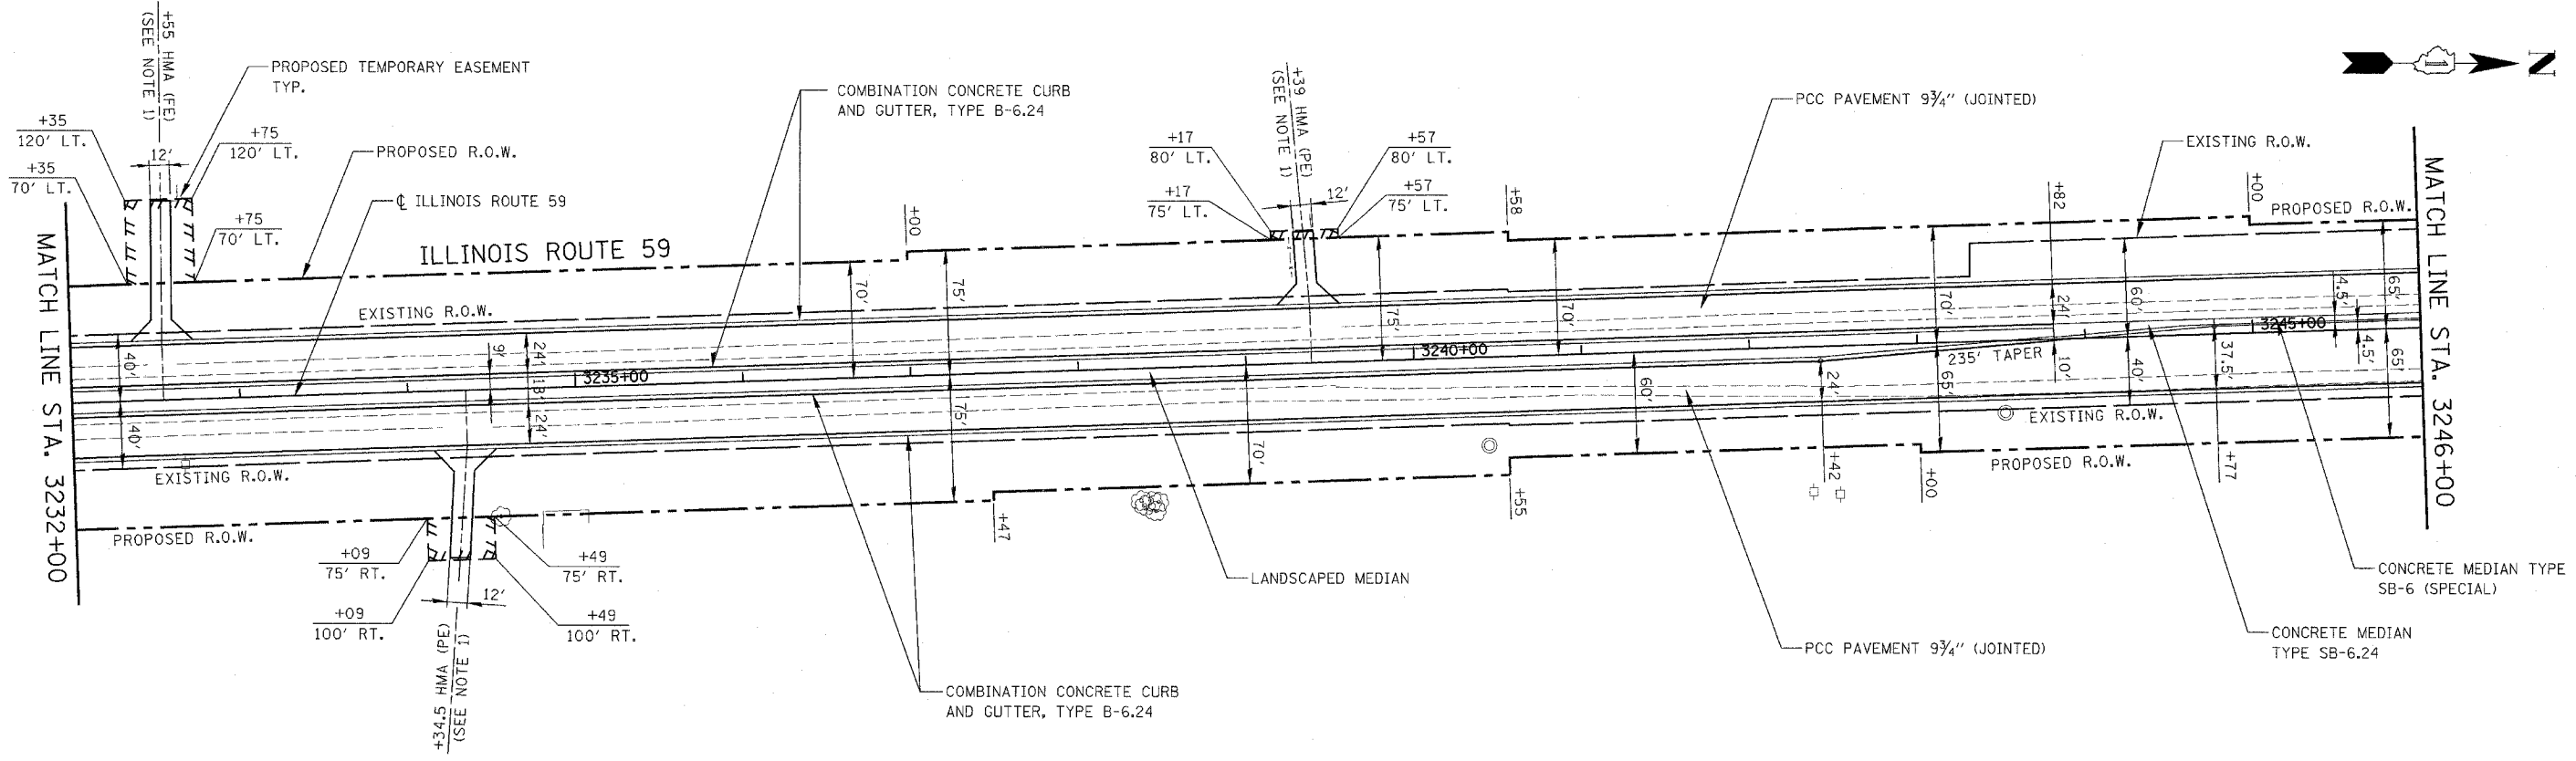 +55 HMA (FE)
(SEE NOTE 1)
PROPOSED TEMPORARY EASEMENT
TYP.
+35
120' LT.
+35
70' LT.
12'
+75
120' LT.
+75
70' LT.
PROPOSED R.O.W.
℄ ILLINOIS ROUTE 59
ILLINOIS ROUTE 59
COMBINATION CONCRETE CURB
AND GUTTER, TYPE B-6.24
+00
+39 HMA (PE)
(SEE NOTE 1)
+17
80' LT.
+17
75' LT.
12'
+57
80' LT.
+57
75' LT.
+58
PCC PAVEMENT 9¾" (JOINTED)
+82
EXISTING R.O.W.
+00
PROPOSED R.O.W.
N
MATCH LINE STA. 3232+00
EXISTING R.O.W.
40'
40'
9'
24'
18'
24'
3235+00
70'
75'
75'
70'
75'
3240+00
70'
60'
70'
65'
24'
235' TAPER
24'
10'
60'
40'
37.5'
3245+00
4.5'
4.5'
65'
65'
MATCH LINE STA. 3246+00
EXISTING R.O.W.
PROPOSED R.O.W.
EXISTING R.O.W.
PROPOSED R.O.W.
+09
75' RT.
+09
100' RT.
12'
+49
75' RT.
+49
100' RT.
+34.5 HMA (PE)
(SEE NOTE 1)
+47
+55
+42
+00
+77
LANDSCAPED MEDIAN
COMBINATION CONCRETE CURB
AND GUTTER, TYPE B-6.24
PCC PAVEMENT 9¾" (JOINTED)
CONCRETE MEDIAN TYPE
SB-6 (SPECIAL)
CONCRETE MEDIAN
TYPE SB-6.24